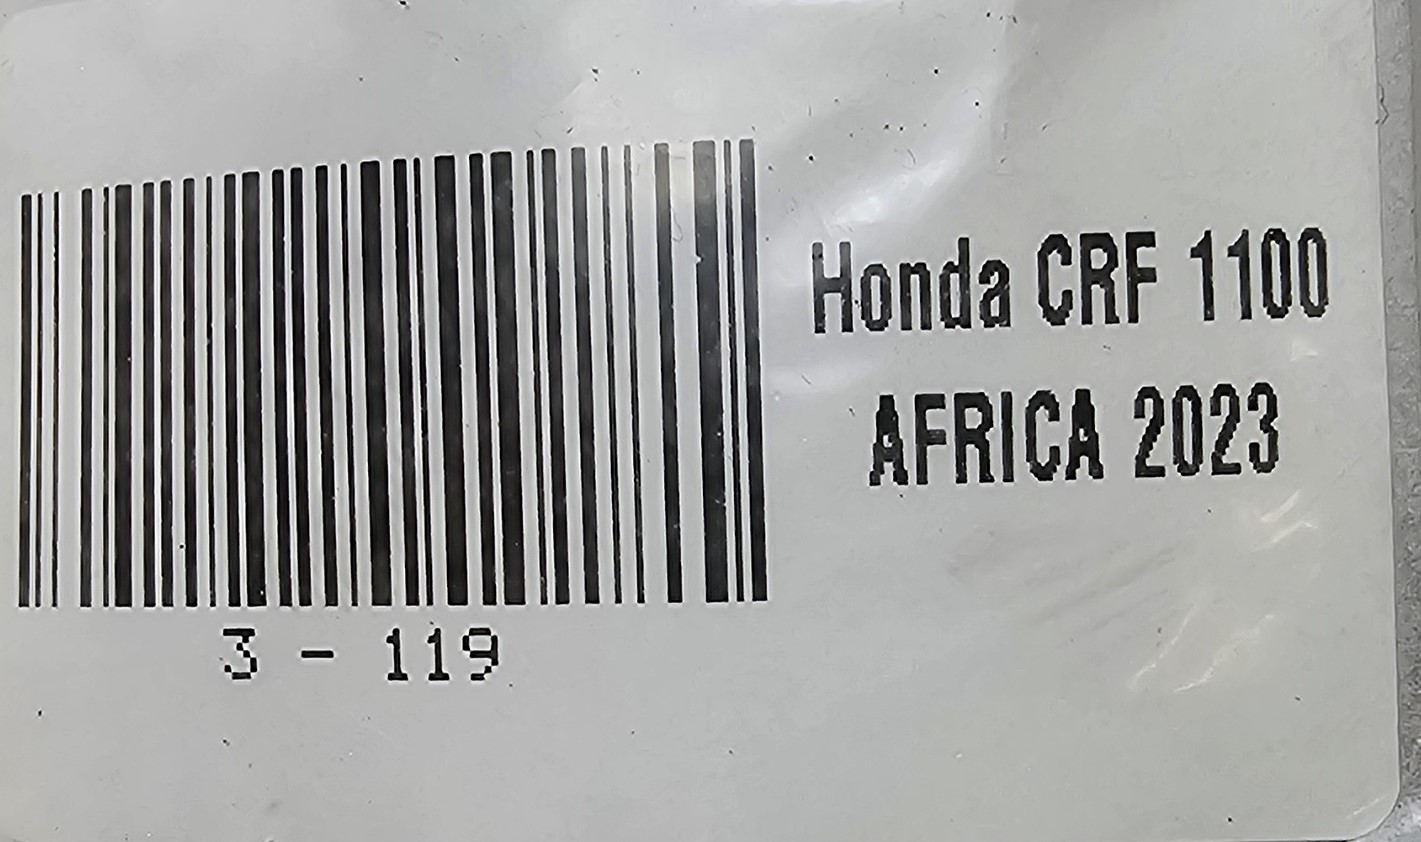 Honda CRF 1100
AFRICA 2023
3 - 119